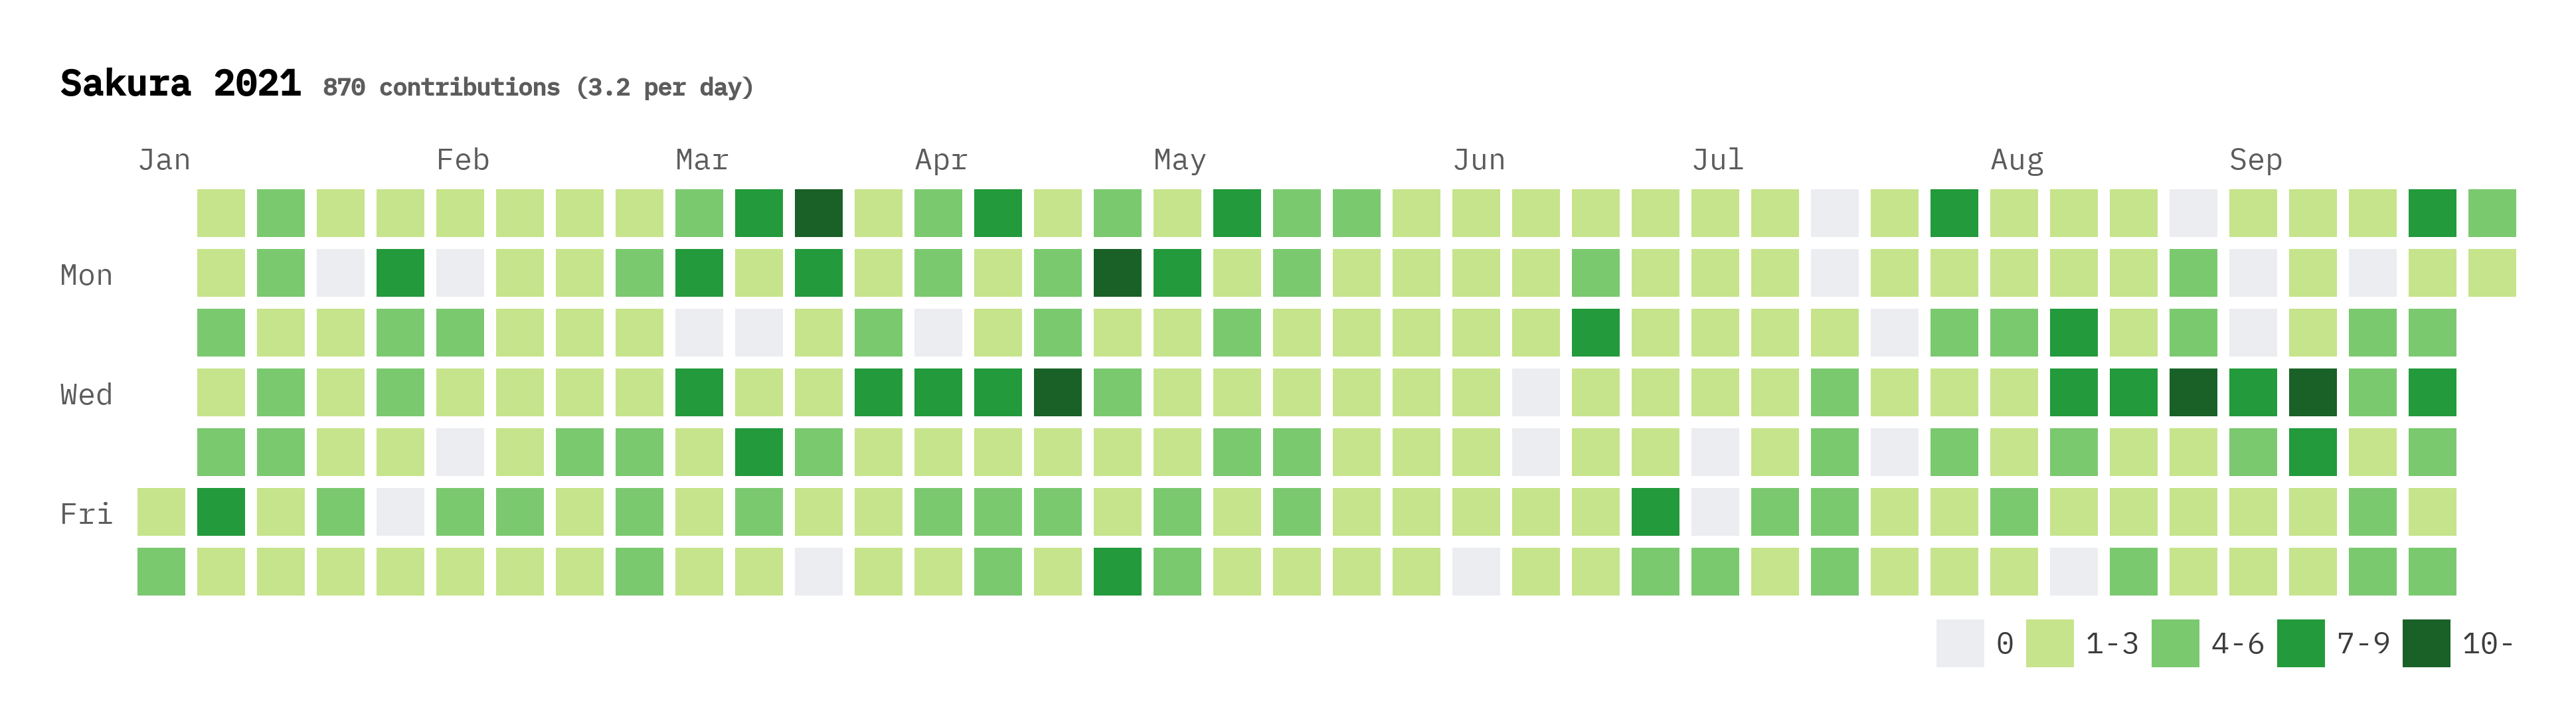 Sakura 2021 870 contributions (3.2 per day)
Jan Feb Mar Apr May Jun Jul Aug Sep
Mon
Wed
Fri
0 1-3 4-6 7-9 10-